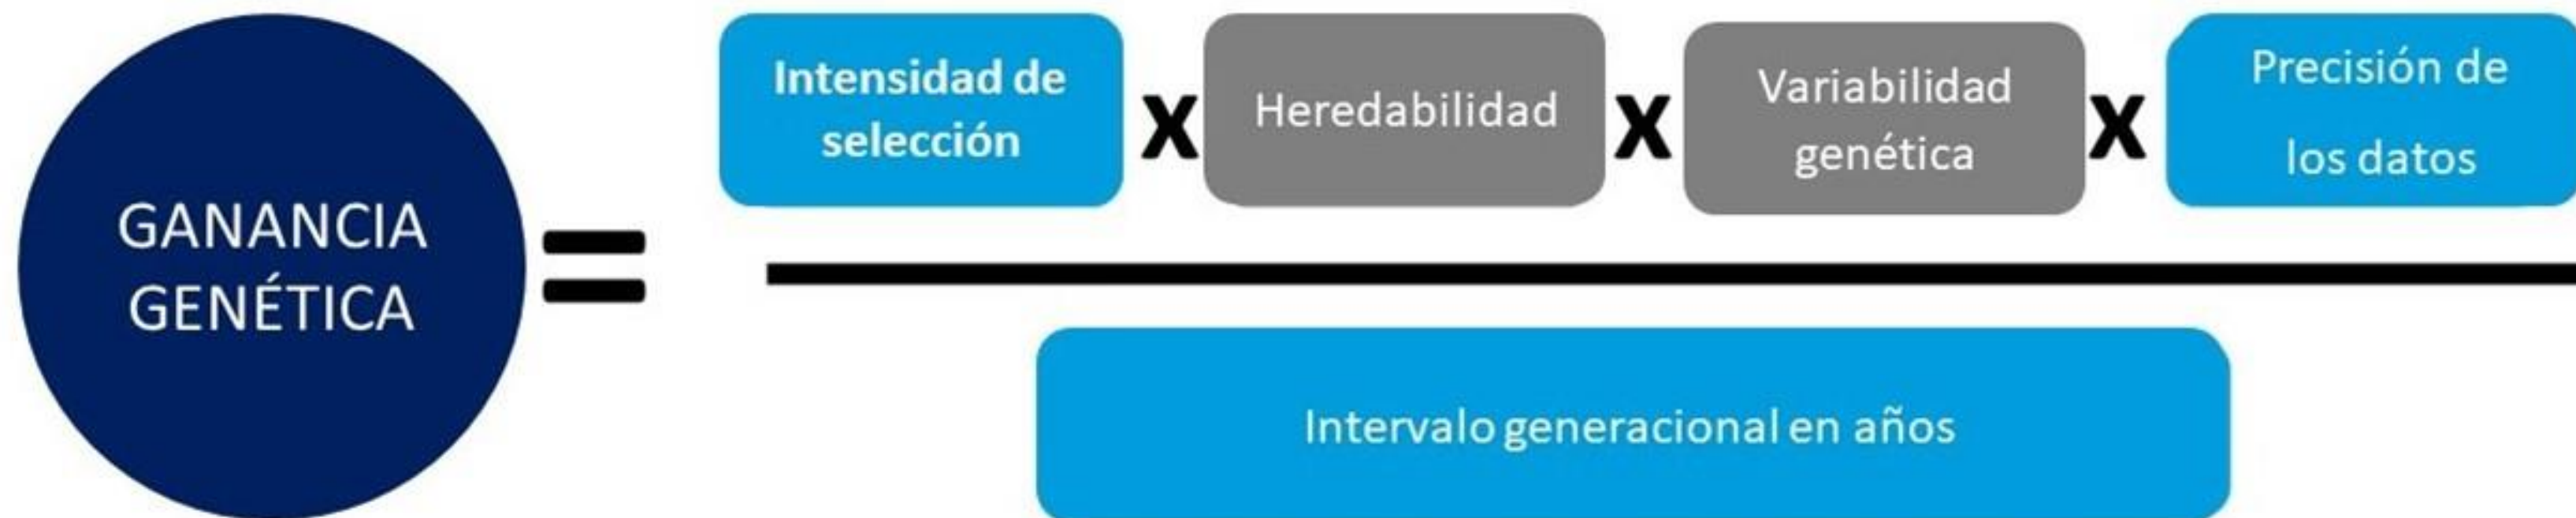 GANANCIA
GENÉTICA
=
Intensidad de
selección
X
Heredabilidad
X
Variabilidad
genética
X
Precisión de
los datos
Intervalo generacional en años